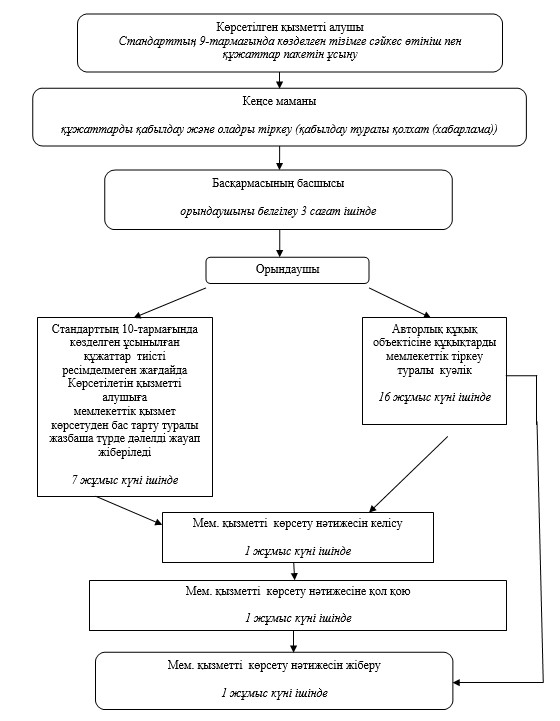 Көрсетілген қызметті алушы
Стандарттың 9-тармағында көзделген тізімге сәйкес өтініш пен
құжаттар пакетін ұсыну
Кеңсе маманы
құжаттарды қабылдау және оладры тіркеу (қабылдау туралы қолхат (хабарлама))
Басқармасының басшысы
орындаушыны белгілеу 3 сағат ішінде
Орындаушы
Стандарттың 10-тармағында
көзделген ұсынылған
құжаттар тиісті
ресімделмеген жағдайда
Көрсетілетін қызметті
алушыға
мемлекеттік қызмет
көрсетуден бас тарту туралы
жазбаша түрде дәлелді жауап
жіберіледі
7 жұмыс күні ішінде
Авторлық құқық
объектісіне құқықтарды
мемлекеттік тіркеу
туралы куәлік
16 жұмыс күні ішінде
Мем. қызметті көрсету нәтижесін келісу
1 жұмыс күні ішінде
Мем. қызметті көрсету нәтижесіне қол қою
1 жұмыс күні ішінде
Мем. қызметті көрсету нәтижесін жіберу
1 жұмыс күні ішінде